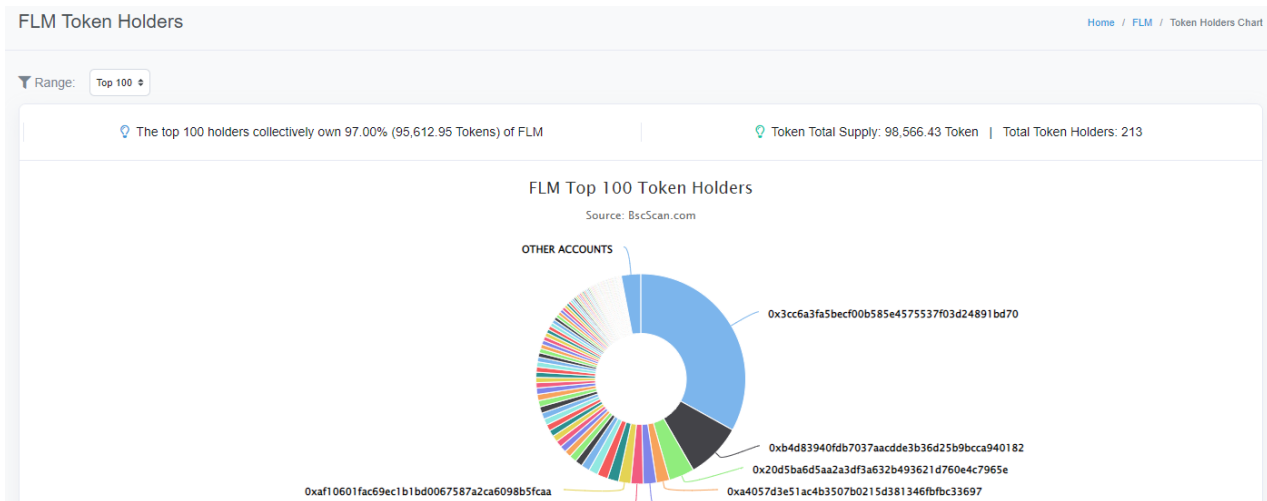 FLM Token Holders
Home / FLM / Token Holders Chart
Range: Top 100
The top 100 holders collectively own 97.00% (95,612.95 Tokens) of FLM
Token Total Supply: 98,566.43 Token | Total Token Holders: 213
FLM Top 100 Token Holders
Source: BscScan.com
OTHER ACCOUNTS
0x3cc6a3fa5becf00b585e4575537f03d24891bd70
0xb4d83940fdb7037aacdde3b36d25b9bcca940182
0x20d5ba6d5aa2a3df3a632b493621d760e4c7965e
0xaf10601fac69ec1b1bd0067587a2ca6098b5fcaa
0xa4057d3e51ac4b3507b0215d381346fbfbc33697